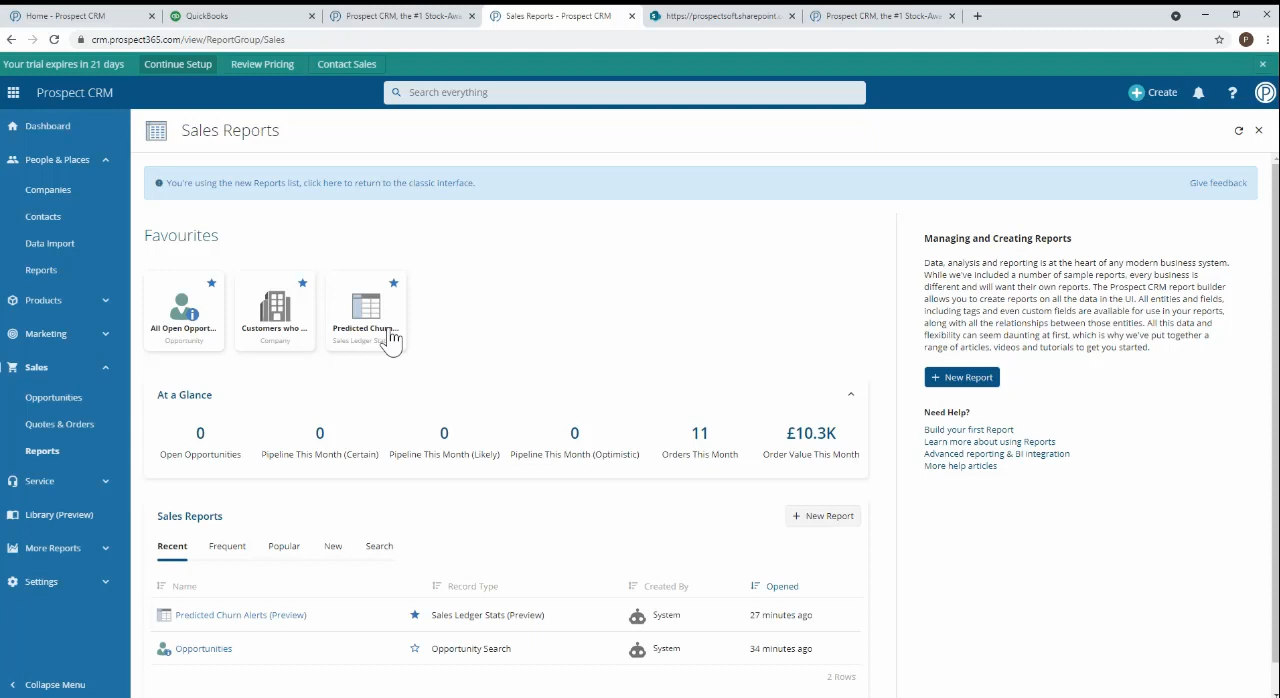 Home - Prospect CRM
QuickBooks
Prospect CRM, the #1 Stock-Awa
Sales Reports - Prospect CRM
https://prospectsoft.sharepoint.c
Prospect CRM, the #1 Stock-Awa
crm.prospect365.com/view/ReportGroup/Sales
P
Your trial expires in 21 days
Continue Setup
Review Pricing
Contact Sales
Prospect CRM
Search everything
Create
Dashboard
People & Places
Companies
Contacts
Data Import
Reports
Products
Marketing
Sales
Opportunities
Quotes & Orders
Reports
Service
Library (Preview)
More Reports
Settings
Collapse Menu
Sales Reports
You're using the new Reports list, click here to return to the classic interface.
Give feedback
Favourites
All Open Opport...
Opportunity
Customers who ...
Company
Predicted Churn...
Sales Ledger
At a Glance
0
Open Opportunities
0
Pipeline This Month (Certain)
0
Pipeline This Month (Likely)
0
Pipeline This Month (Optimistic)
11
Orders This Month
£10.3K
Order Value This Month
Sales Reports
+ New Report
Recent
Frequent
Popular
New
Search
Name
Record Type
Created By
Opened
Predicted Churn Alerts (Preview)
Sales Ledger Stats (Preview)
System
27 minutes ago
Opportunities
Opportunity Search
System
34 minutes ago
2 Rows
Managing and Creating Reports
Data, analysis and reporting is at the heart of any modern business system.
While we've included a number of sample reports, every business is
different and will want their own reports. The Prospect CRM report builder
allows you to create reports on all the data in the UI. All entities and fields,
including tags and even custom fields are available for use in your reports,
along with all the relationships between those entities. All this data and
flexibility can seem daunting at first, which is why we've put together a
range of articles, videos and tutorials to get you started.
+ New Report
Need Help?
Build your first Report
Learn more about using Reports
Advanced reporting & BI integration
More help articles